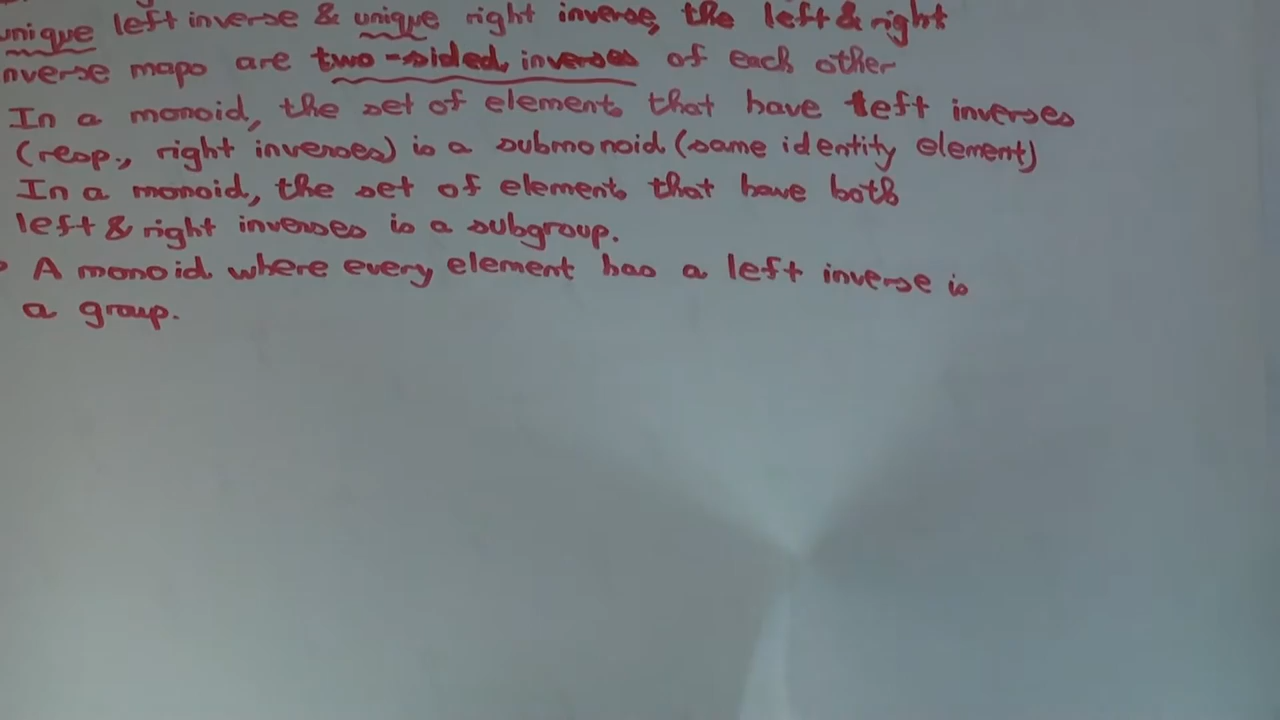 unique left inverse & unique right inverse, the left & right
nverse maps are two-sided inverses of each other
In a monoid, the set of elements that have left inverses
(resp., right inverses) is a submonoid (same identity element)
In a monoid, the set of elements that have both
left & right inverses is a subgroup.
A monoid where every element has a left inverse is
a group.